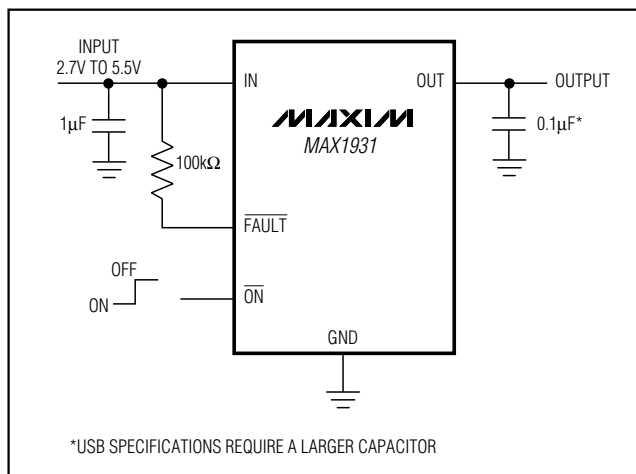 INPUT
2.7V TO 5.5V
IN
OUT
OUTPUT
1µF
MAXIM
MAX1931
0.1µF*
100kΩ
FAULT
OFF
ON
ON
GND
*USB SPECIFICATIONS REQUIRE A LARGER CAPACITOR